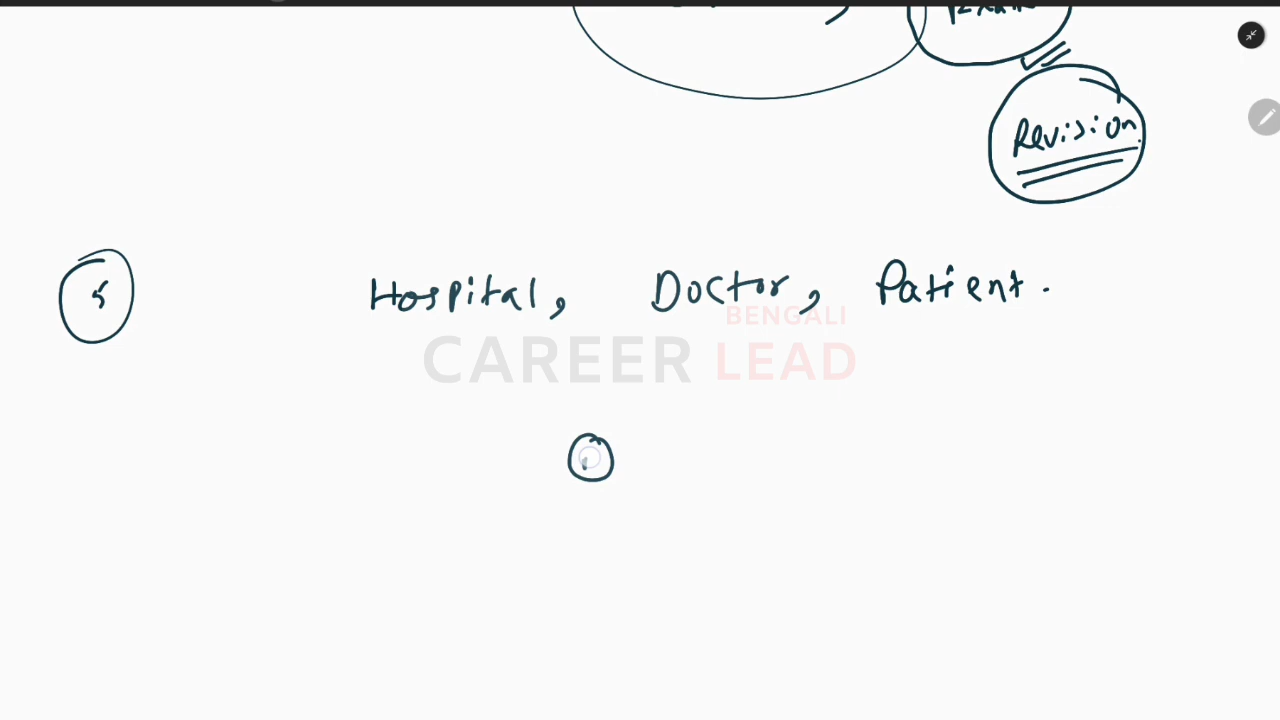 Revision
5 Hospital, Doctor, Patient.
BENGALI
CAREER LEAD